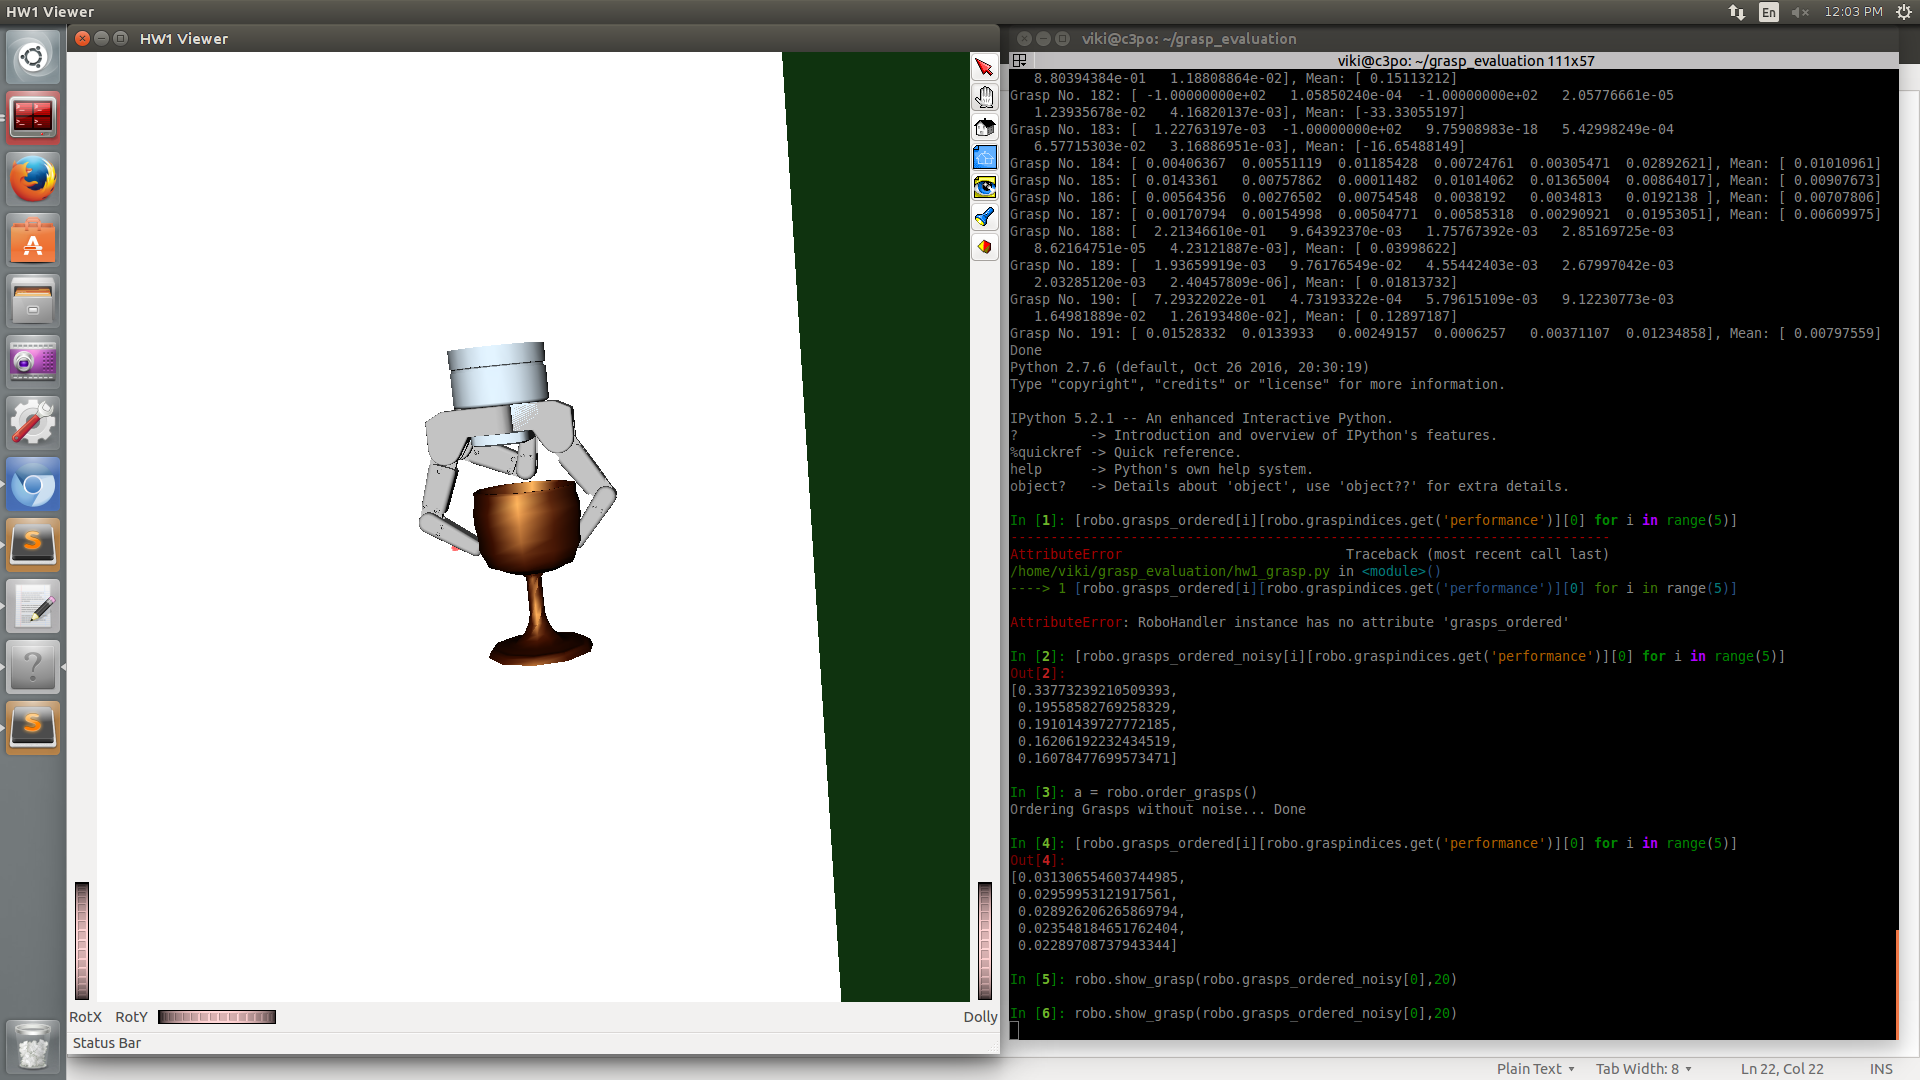 HW1 Viewer
En
12:03 PM
HW1 Viewer
RotX RotY
Dolly
Status Bar
viki@c3po: ~/grasp_evaluation
viki@c3po: ~/grasp_evaluation 111x57
8.80394384e-01 1.18808864e-02], Mean: [ 0.15113212]
Grasp No. 182: [ -1.00000000e+02 1.05850240e-04 -1.00000000e+02 2.05776661e-05
1.23935678e-02 4.16820137e-03], Mean: [-33.33055197]
Grasp No. 183: [ 1.22763197e-03 -1.00000000e+02 9.75908983e-18 5.42998249e-04
6.57715303e-02 3.16886951e-03], Mean: [-16.65488149]
Grasp No. 184: [ 0.00406367 0.00551119 0.01185428 0.00724761 0.00305471 0.02892621], Mean: [ 0.01010961]
Grasp No. 185: [ 0.0143361 0.00757862 0.00011482 0.01014062 0.01365004 0.00864017], Mean: [ 0.00907673]
Grasp No. 186: [ 0.00564356 0.00276502 0.00754548 0.0038192 0.0034813 0.0192138 ], Mean: [ 0.00707806]
Grasp No. 187: [ 0.00170794 0.00154998 0.00504771 0.00585318 0.00290921 0.01953051], Mean: [ 0.00609975]
Grasp No. 188: [ 2.21346610e-01 9.64392370e-03 1.75767392e-03 2.85169725e-03
8.62164751e-05 4.23121887e-03], Mean: [ 0.03998622]
Grasp No. 189: [ 1.93659919e-03 9.76176549e-02 4.55442403e-03 2.67997042e-03
2.03285120e-03 2.40457809e-06], Mean: [ 0.01813732]
Grasp No. 190: [ 7.29322022e-01 4.73193322e-04 5.79615109e-03 9.12230773e-03
1.64981889e-02 1.26193480e-02], Mean: [ 0.12897187]
Grasp No. 191: [ 0.01528332 0.0133933 0.00249157 0.0006257 0.00371107 0.01234858], Mean: [ 0.00797559]
Done
Python 2.7.6 (default, Oct 26 2016, 20:30:19)
Type "copyright", "credits" or "license" for more information.
IPython 5.2.1 -- An enhanced Interactive Python.
? -> Introduction and overview of IPython's features.
%quickref -> Quick reference.
help -> Python's own help system.
object? -> Details about 'object', use 'object??' for extra details.
In [1]: [robo.grasps_ordered[i][robo.graspindices.get('performance')][0] for i in range(5)]
---------------------------------------------------------------------------
AttributeError Traceback (most recent call last)
/home/viki/grasp_evaluation/hw1_grasp.py in <module>()
----> 1 [robo.grasps_ordered[i][robo.graspindices.get('performance')][0] for i in range(5)]
AttributeError: RoboHandler instance has no attribute 'grasps_ordered'
In [2]: [robo.grasps_ordered_noisy[i][robo.graspindices.get('performance')][0] for i in range(5)]
Out[2]:
[0.33773239210509393,
0.19558582769258329,
0.19101439727772185,
0.16206192232434519,
0.16078477699573471]
In [3]: a = robo.order_grasps()
Ordering Grasps without noise... Done
In [4]: [robo.grasps_ordered[i][robo.graspindices.get('performance')][0] for i in range(5)]
Out[4]:
[0.031306554603744985,
0.02959953121917561,
0.028926206265869794,
0.023548184651762404,
0.02289708737943344]
In [5]: robo.show_grasp(robo.grasps_ordered_noisy[0],20)
In [6]: robo.show_grasp(robo.grasps_ordered_noisy[0],20)
Plain Text Tab Width: 8 Ln 22, Col 22 INS